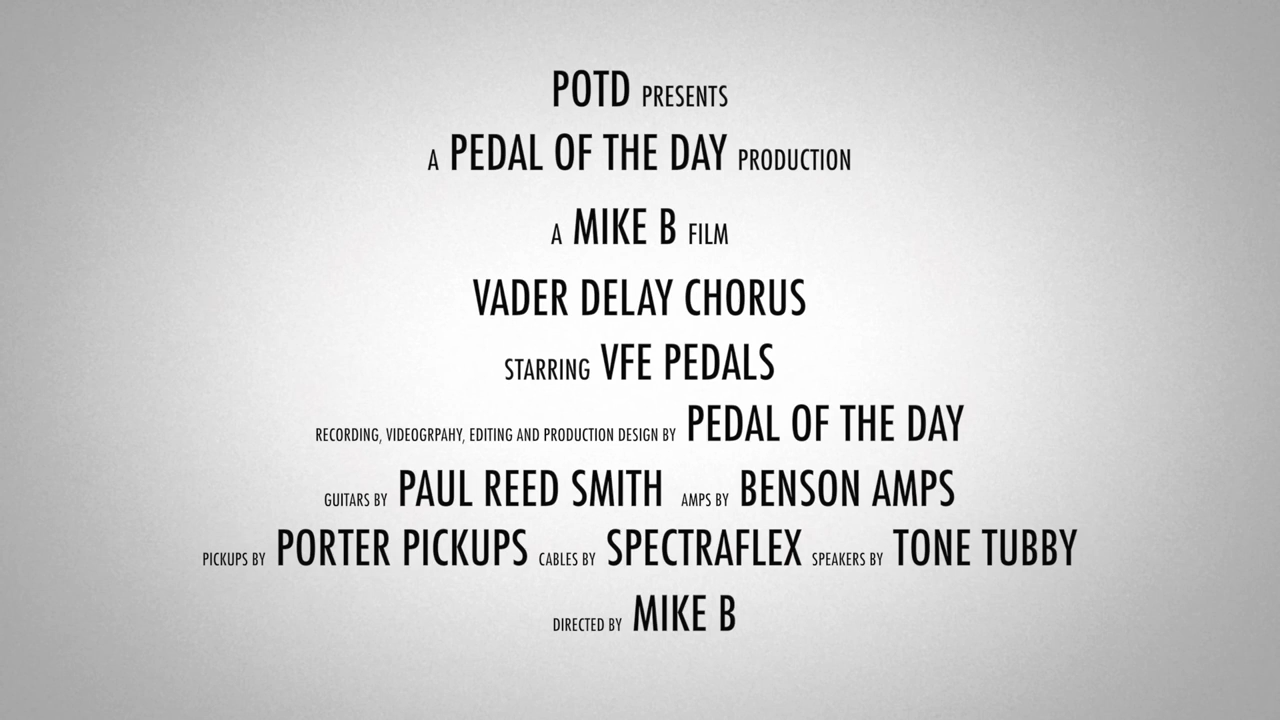 POTD PRESENTS
A PEDAL OF THE DAY PRODUCTION
A MIKE B FILM
VADER DELAY CHORUS
STARRING VFE PEDALS
RECORDING, VIDEOGRPAHY, EDITING AND PRODUCTION DESIGN BY PEDAL OF THE DAY
GUITARS BY PAUL REED SMITH AMPS BY BENSON AMPS
PICKUPS BY PORTER PICKUPS CABLES BY SPECTRAFLEX SPEAKERS BY TONE TUBBY
DIRECTED BY MIKE B